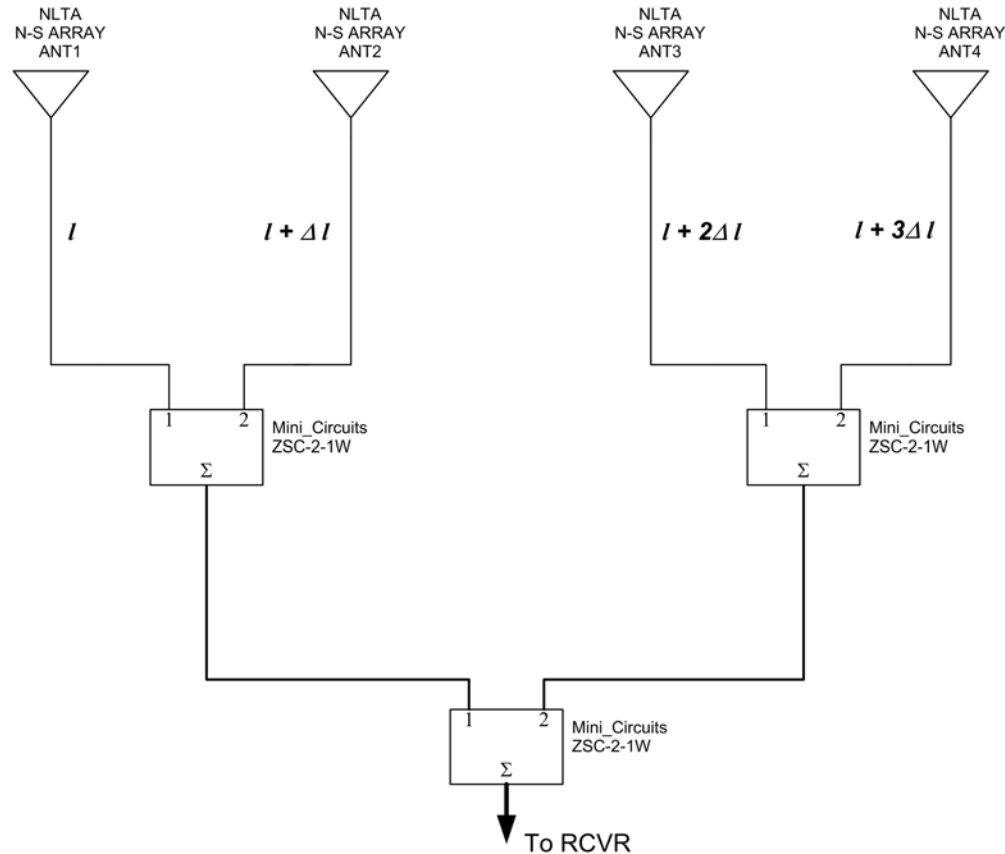 NLTA
N-S ARRAY
ANT1
NLTA
N-S ARRAY
ANT2
NLTA
N-S ARRAY
ANT3
NLTA
N-S ARRAY
ANT4
l
l + Δ l
l + 2Δ l
l + 3Δ l
1 2
Σ
Mini_Circuits
ZSC-2-1W
1 2
Σ
Mini_Circuits
ZSC-2-1W
1 2
Σ
Mini_Circuits
ZSC-2-1W
To RCVR